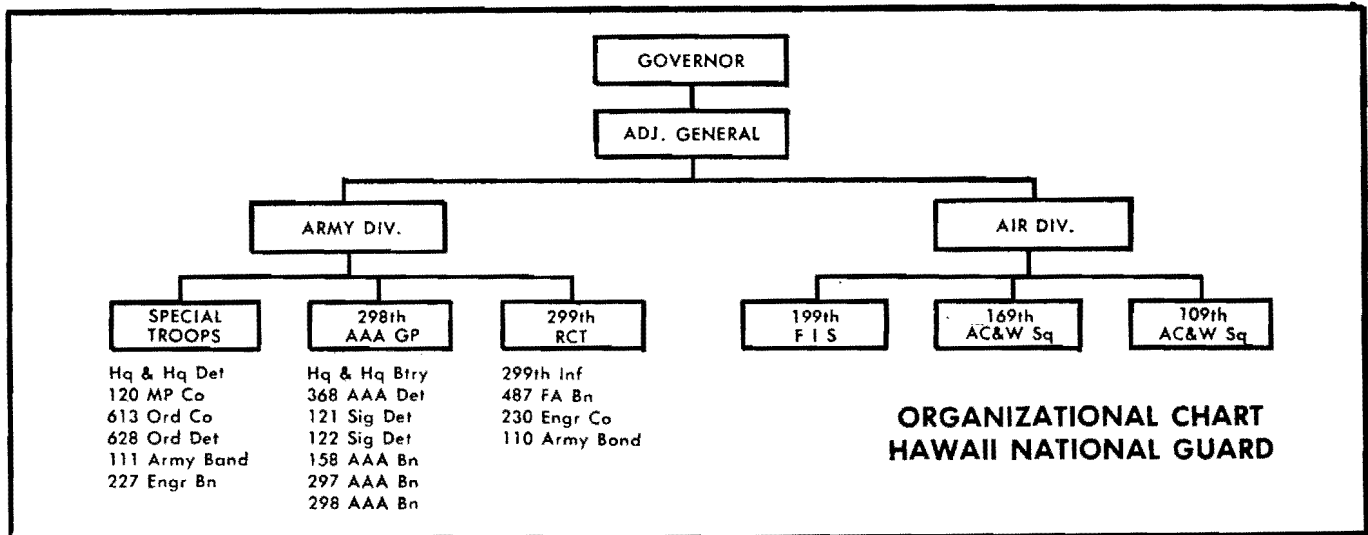 GOVERNOR
ADJ. GENERAL
ARMY DIV.
AIR DIV.
SPECIAL
TROOPS
298th
AAA GP
299th
RCT
199th
F I S
169th
AC&W Sq
109th
AC&W Sq
Hq & Hq Det
120 MP Co
613 Ord Co
628 Ord Det
111 Army Band
227 Engr Bn
Hq & Hq Btry
368 AAA Det
121 Sig Det
122 Sig Det
158 AAA Bn
297 AAA Bn
298 AAA Bn
299th Inf
487 FA Bn
230 Engr Co
110 Army Bond
ORGANIZATIONAL CHART
HAWAII NATIONAL GUARD